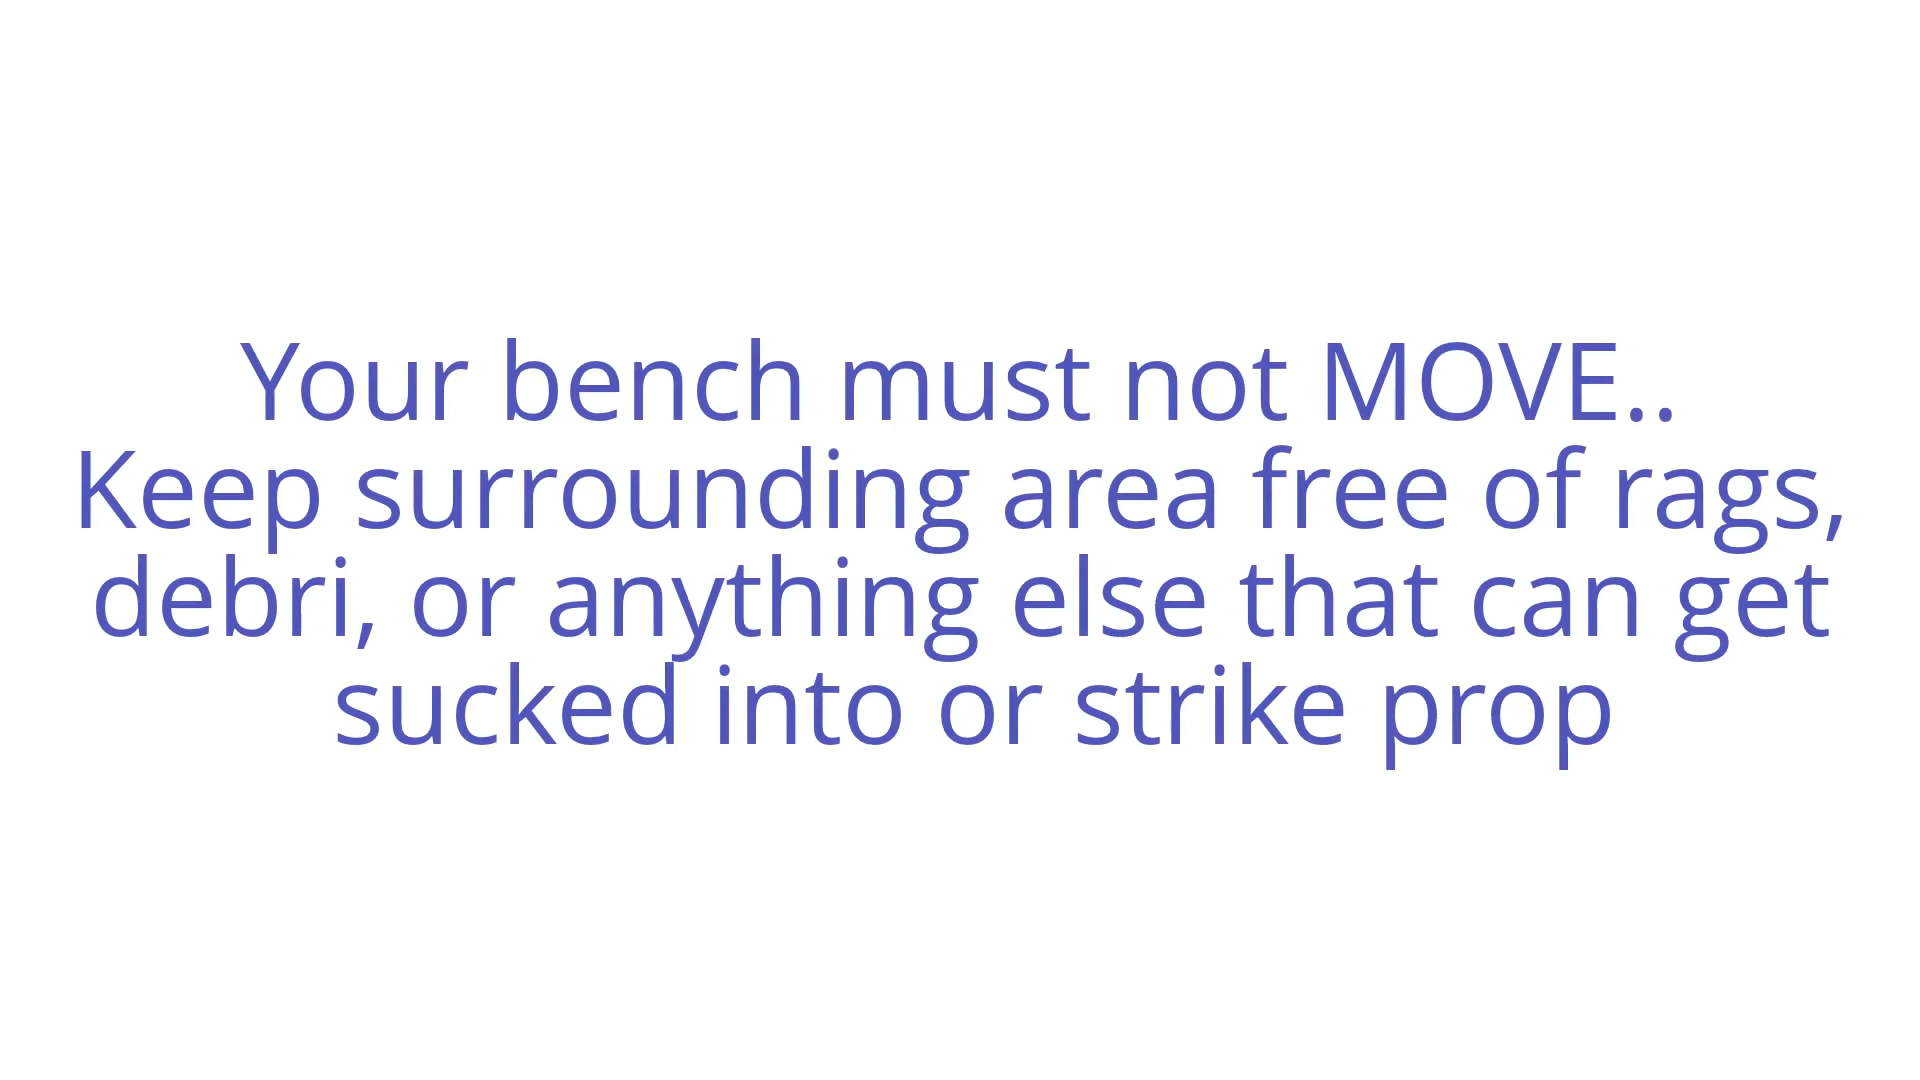 Your bench must not MOVE..
Keep surrounding area free of rags,
debri, or anything else that can get
sucked into or strike prop